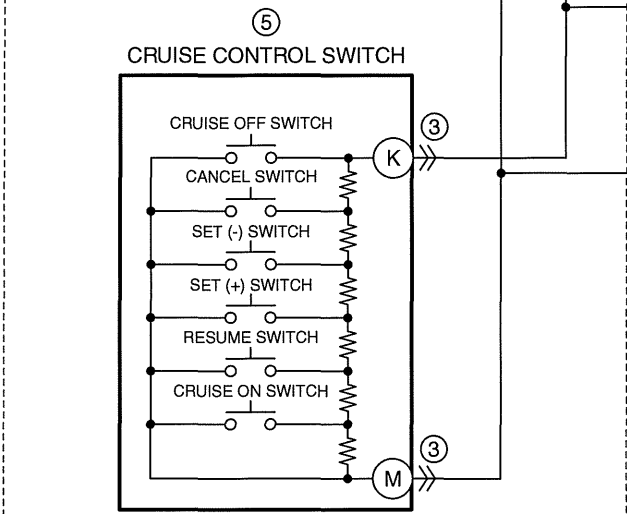 5
CRUISE CONTROL SWITCH
CRUISE OFF SWITCH
3
K
CANCEL SWITCH
SET (-) SWITCH
SET (+) SWITCH
RESUME SWITCH
CRUISE ON SWITCH
3
M